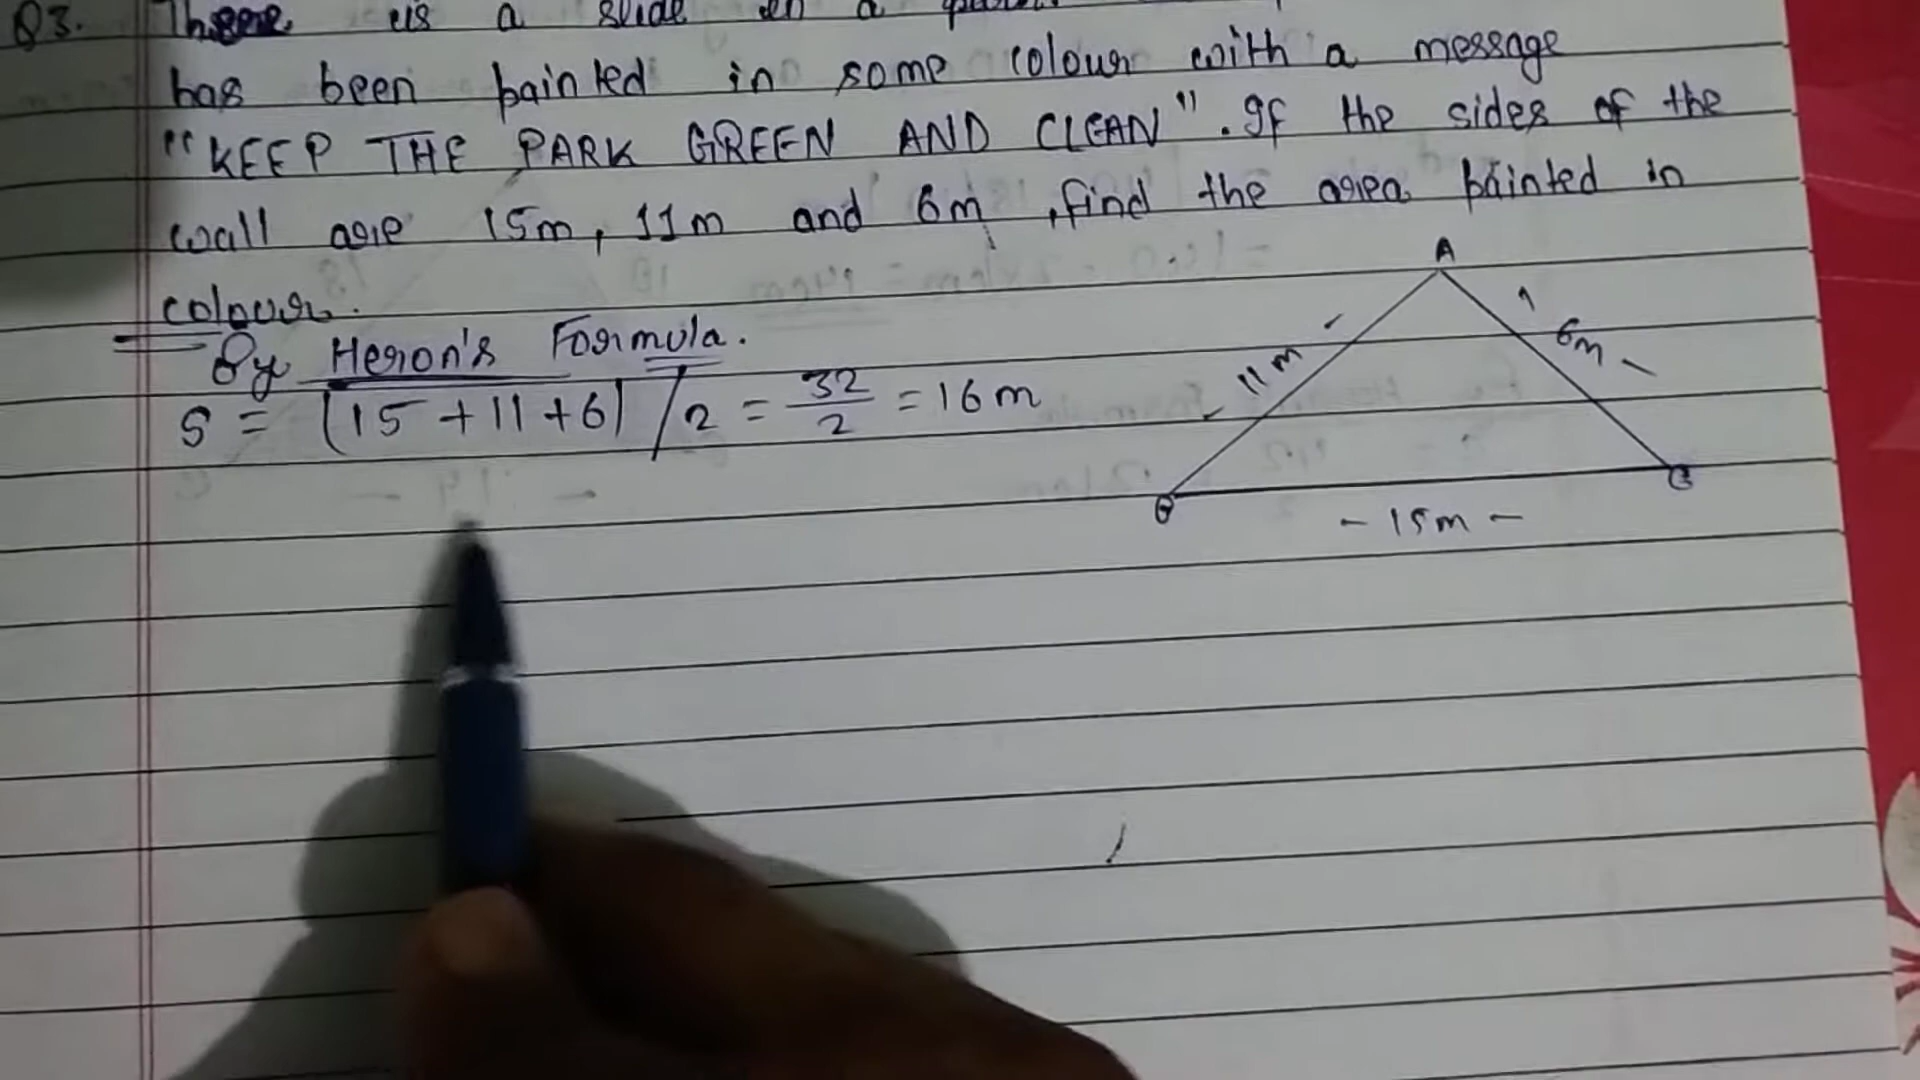 Q3. There is a slide in a
has been painted in some colour with a message
"KEEP THE PARK GREEN AND CLEAN". If the sides of the
wall are 15m, 11m and 6m, find the area painted in
colour.
By Heron's Formula.
S = (15 + 11 + 6) / 2 = 32/2 = 16 m
A
11 m
6m
B
C
- 15m -